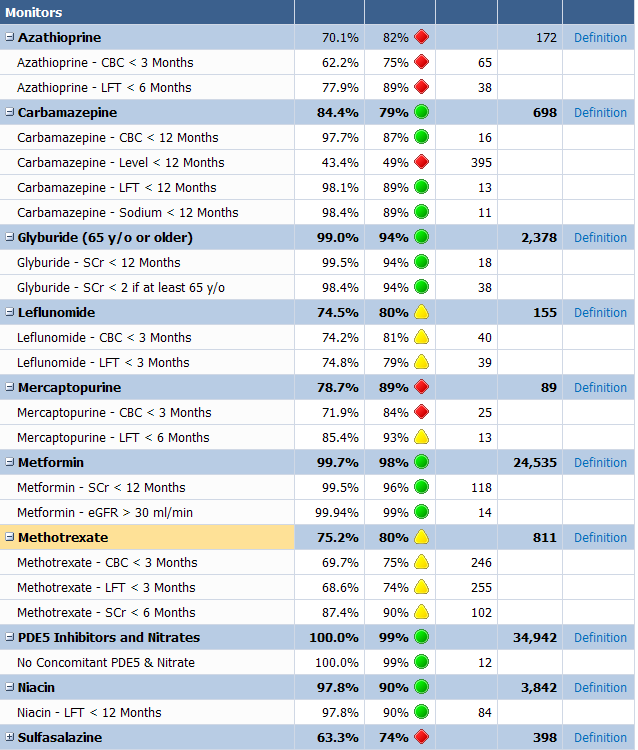 Monitors
Azathioprine 70.1% 82% 172 Definition
Azathioprine - CBC < 3 Months 62.2% 75% 65
Azathioprine - LFT < 6 Months 77.9% 89% 38
Carbamazepine 84.4% 79% 698 Definition
Carbamazepine - CBC < 12 Months 97.7% 87% 16
Carbamazepine - Level < 12 Months 43.4% 49% 395
Carbamazepine - LFT < 12 Months 98.1% 89% 13
Carbamazepine - Sodium < 12 Months 98.4% 89% 11
Glyburide (65 y/o or older) 99.0% 94% 2,378 Definition
Glyburide - SCr < 12 Months 99.5% 94% 18
Glyburide - SCr < 2 if at least 65 y/o 98.4% 94% 38
Leflunomide 74.5% 80% 155 Definition
Leflunomide - CBC < 3 Months 74.2% 81% 40
Leflunomide - LFT < 3 Months 74.8% 79% 39
Mercaptopurine 78.7% 89% 89 Definition
Mercaptopurine - CBC < 3 Months 71.9% 84% 25
Mercaptopurine - LFT < 6 Months 85.4% 93% 13
Metformin 99.7% 98% 24,535 Definition
Metformin - SCr < 12 Months 99.5% 96% 118
Metformin - eGFR > 30 ml/min 99.94% 99% 14
Methotrexate 75.2% 80% 811 Definition
Methotrexate - CBC < 3 Months 69.7% 75% 246
Methotrexate - LFT < 3 Months 68.6% 74% 255
Methotrexate - SCr < 6 Months 87.4% 90% 102
PDE5 Inhibitors and Nitrates 100.0% 99% 34,942 Definition
No Concomitant PDE5 & Nitrate 100.0% 99% 12
Niacin 97.8% 90% 3,842 Definition
Niacin - LFT < 12 Months 97.8% 90% 84
Sulfasalazine 63.3% 74% 398 Definition